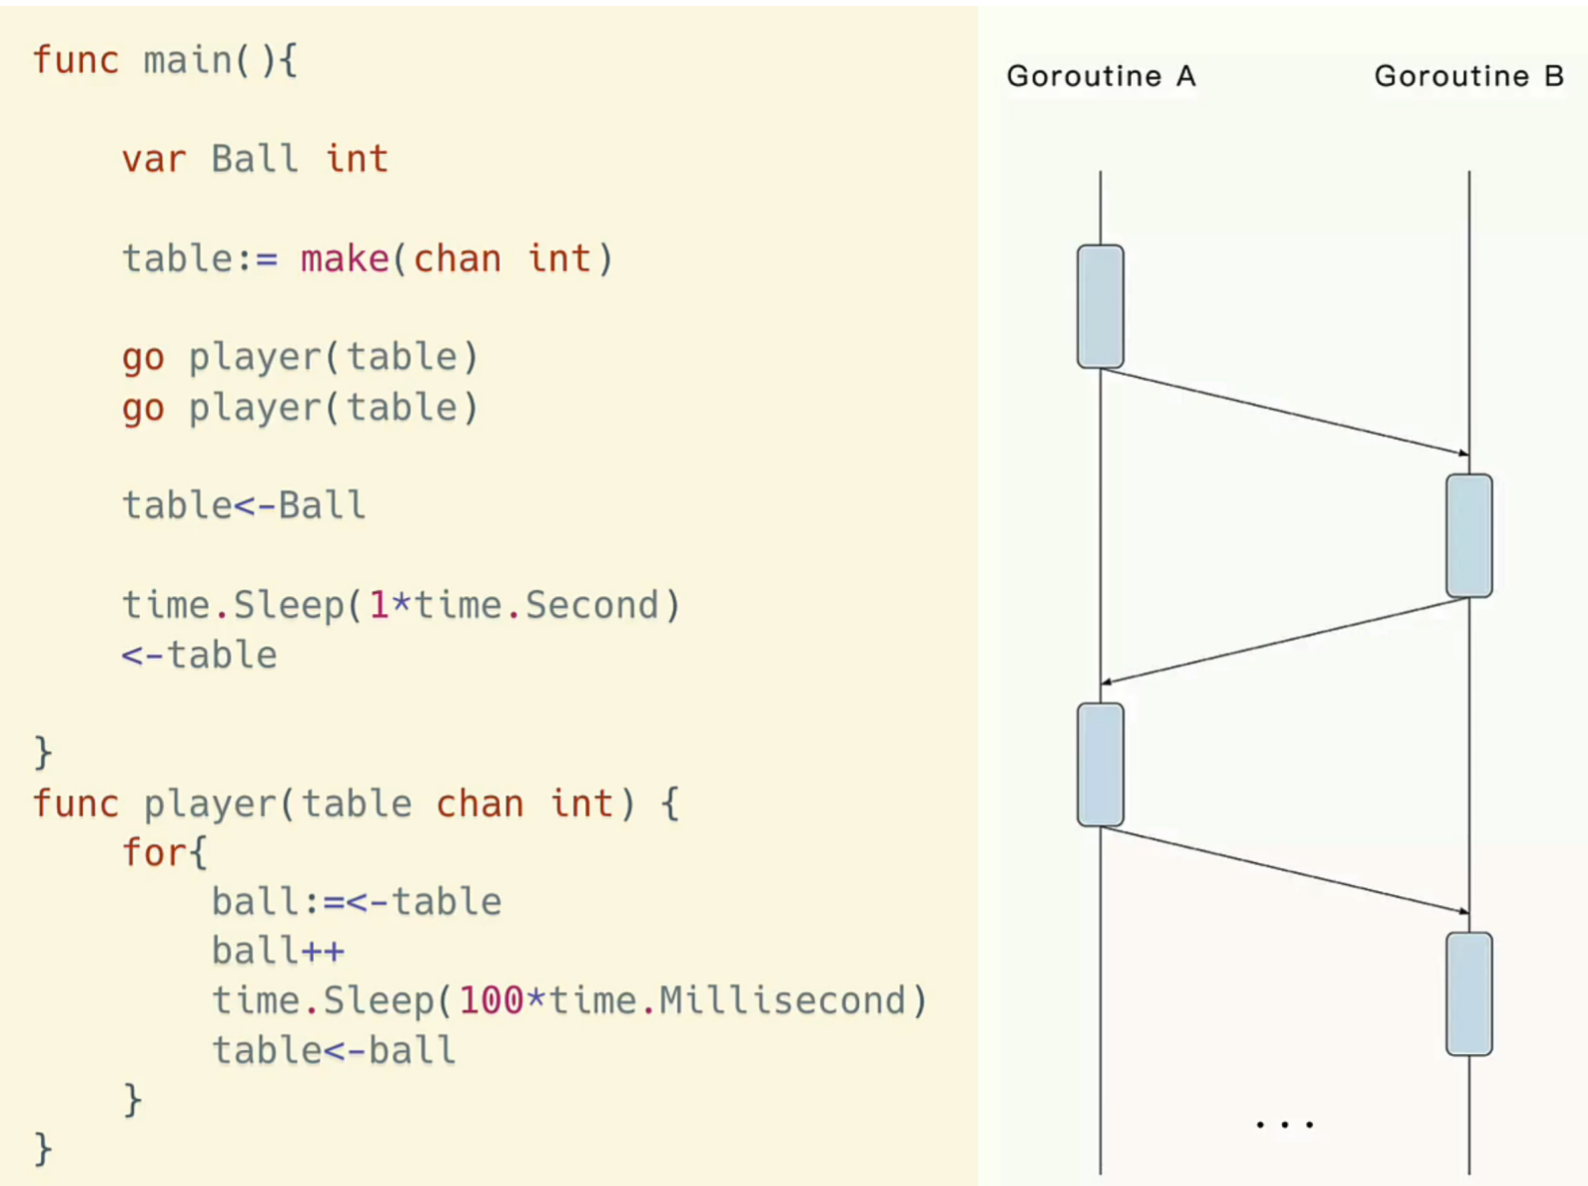 func main(){
var Ball int
table:= make(chan int)
go player(table)
go player(table)
table<-Ball
time.Sleep(1*time.Second)
<-table
}
func player(table chan int) {
for{
ball:=<-table
ball++
time.Sleep(100*time.Millisecond)
table<-ball
}
}
Goroutine A
Goroutine B
...